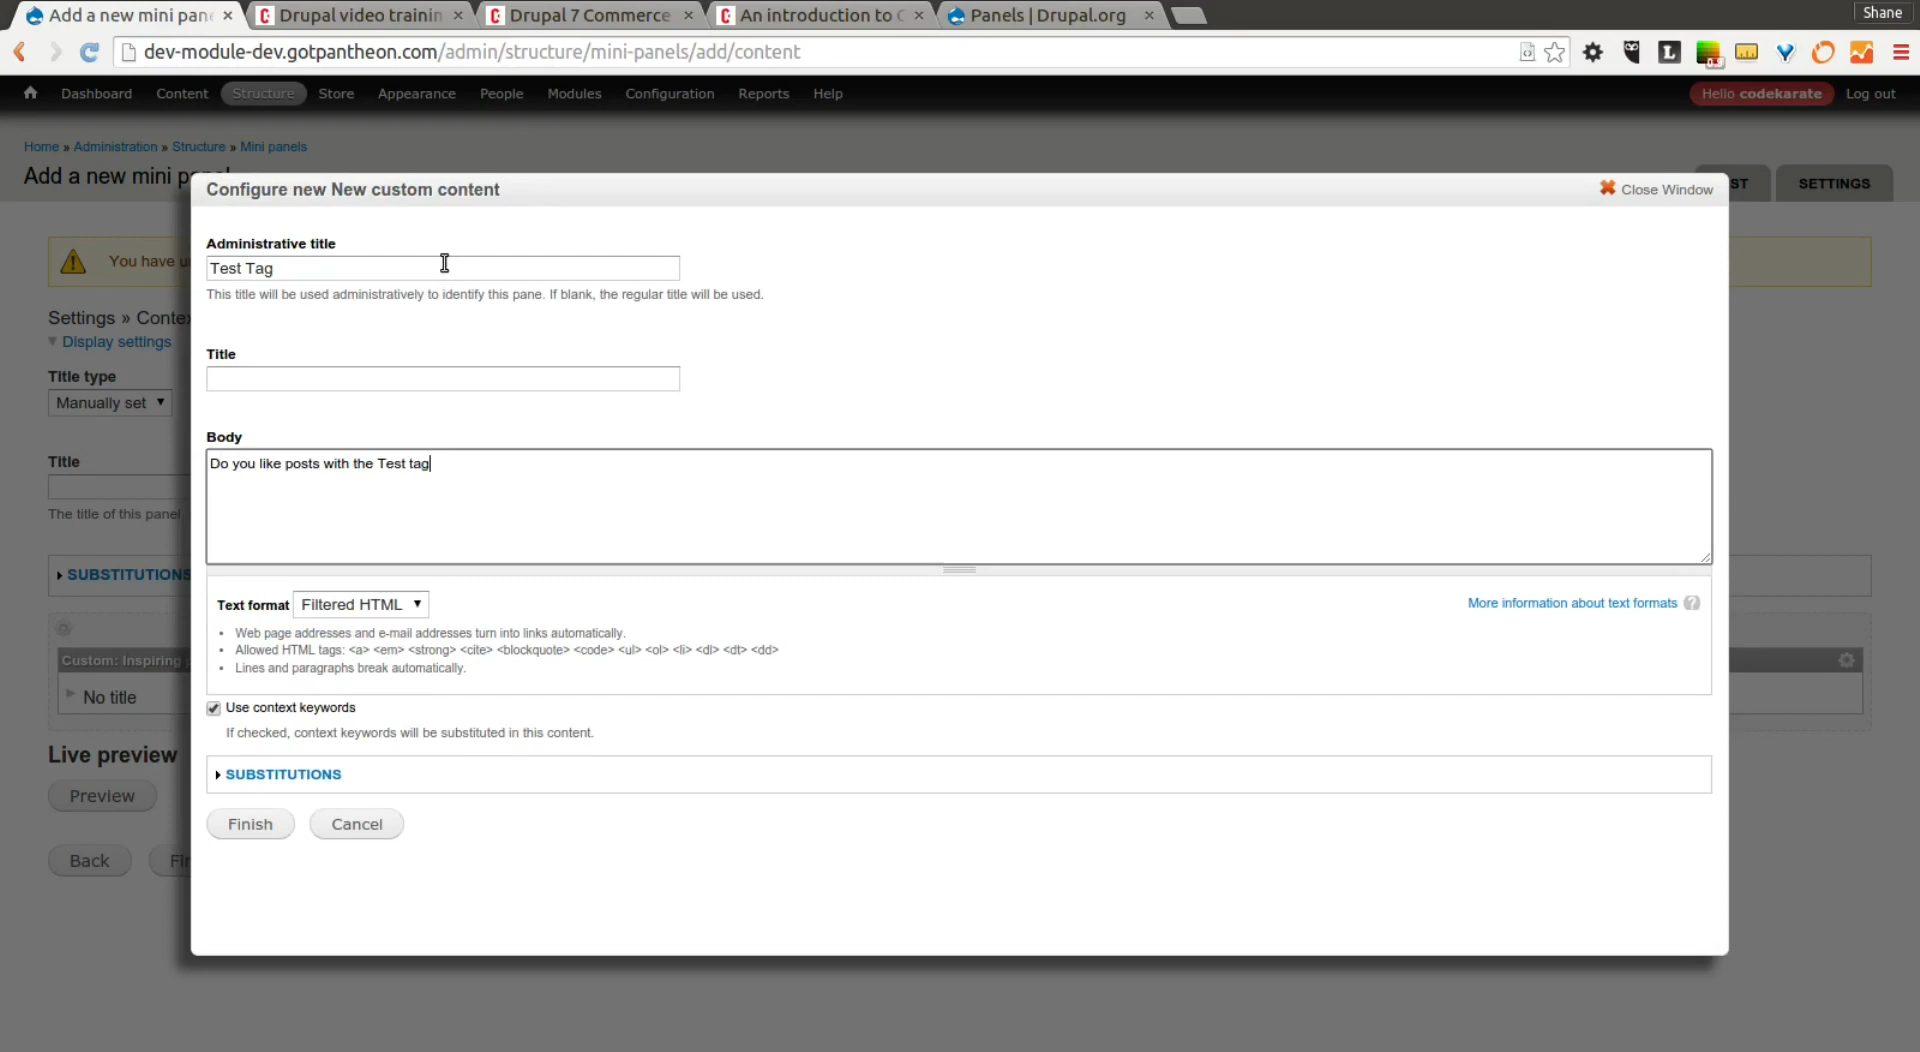 Add a new mini pan
Drupal video trainin
Drupal 7 Commerce
An introduction to C
Panels | Drupal.org
Shane
dev-module-dev.gotpantheon.com/admin/structure/mini-panels/add/content
Dashboard Content Structure Store Appearance People Modules Configuration Reports Help
Hello codekarate Log out
Home » Administration » Structure » Mini panels
Add a new mini p
ST
SETTINGS
Configure new New custom content
Close Window
Administrative title
Test Tag
This title will be used administratively to identify this pane. If blank, the regular title will be used.
You have u
Settings » Conte
Display settings
Title type
Manually set
Title
The title of this panel
SUBSTITUTIONS
Custom: Inspiring
No title
Live preview
Preview
Back
Fi
Title
Body
Do you like posts with the Test tag
Text format Filtered HTML
More information about text formats ?
• Web page addresses and e-mail addresses turn into links automatically.
• Allowed HTML tags: <a> <em> <strong> <cite> <blockquote> <code> <ul> <ol> <li> <dl> <dt> <dd>
• Lines and paragraphs break automatically.
Use context keywords
If checked, context keywords will be substituted in this content.
SUBSTITUTIONS
Finish Cancel